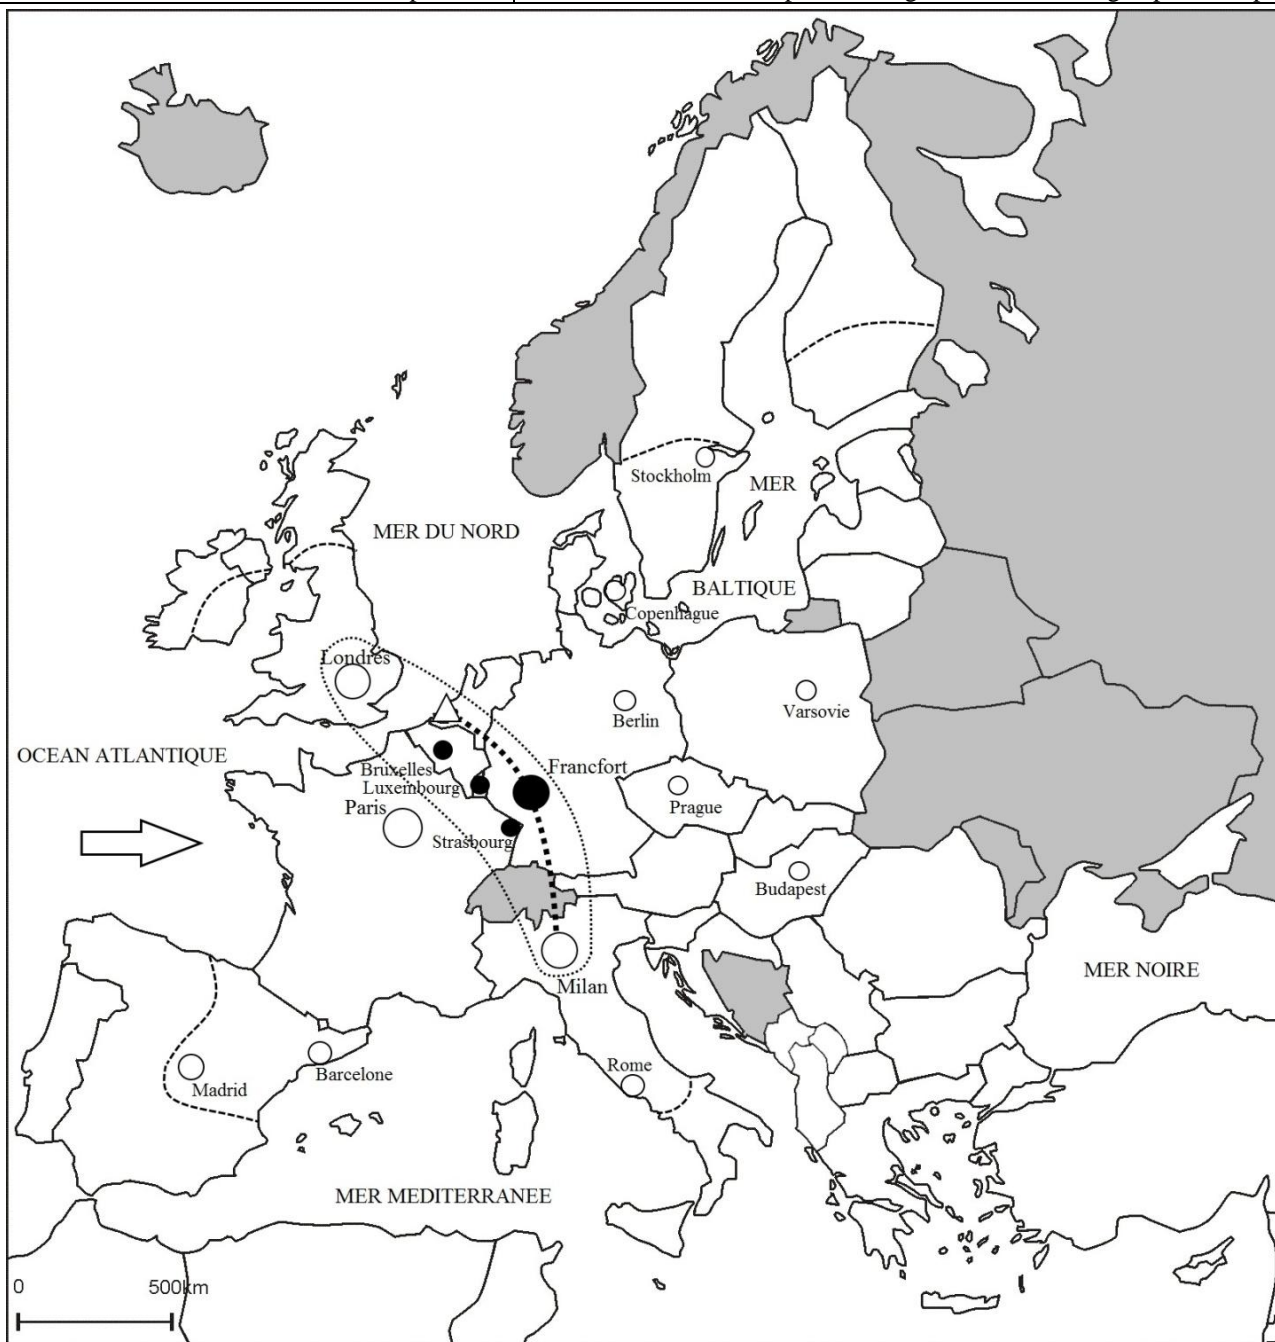 Stockholm
MER
MER DU NORD
BALTIQUE
Copenhague
Londres
Berlin
Varsovie
OCEAN ATLANTIQUE
Bruxelles
Francfort
Luxembourg
Paris
Prague
Strasbourg
Budapest
MER NOIRE
Milan
Rome
Barcelone
Madrid
MER MEDITERRANEE
0 500km